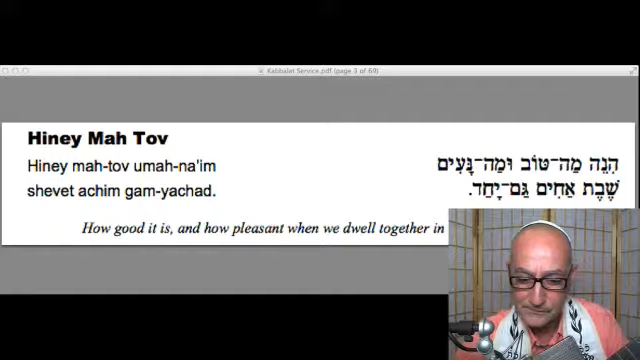 Kabbalat Service.pdf (page 3 of 69)
Hiney Mah Tov
Hiney mah-tov umah-na'im
shevet achim gam-yachad.
הִנֵּה מַה־טּוֹב וּמַה־נָּעִים
שֶׁבֶת אַחִים גַּם־יָחַד.
How good it is, and how pleasant when we dwell together in